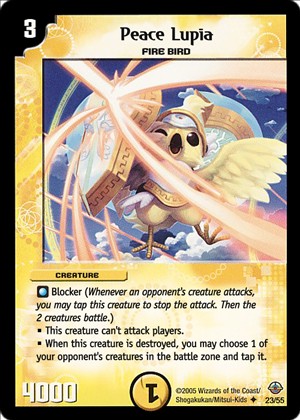 3
Peace Lupia
FIRE BIRD
CREATURE
Blocker (Whenever an opponent's creature attacks,
you may tap this creature to stop the attack. Then the
2 creatures battle.)
▪ This creature can't attack players.
▪ When this creature is destroyed, you may choose 1 of
your opponent's creatures in the battle zone and tap it.
4000
1
©2005 Wizards of the Coast/
Shogakukan/Mitsui-Kids ✦ 23/55